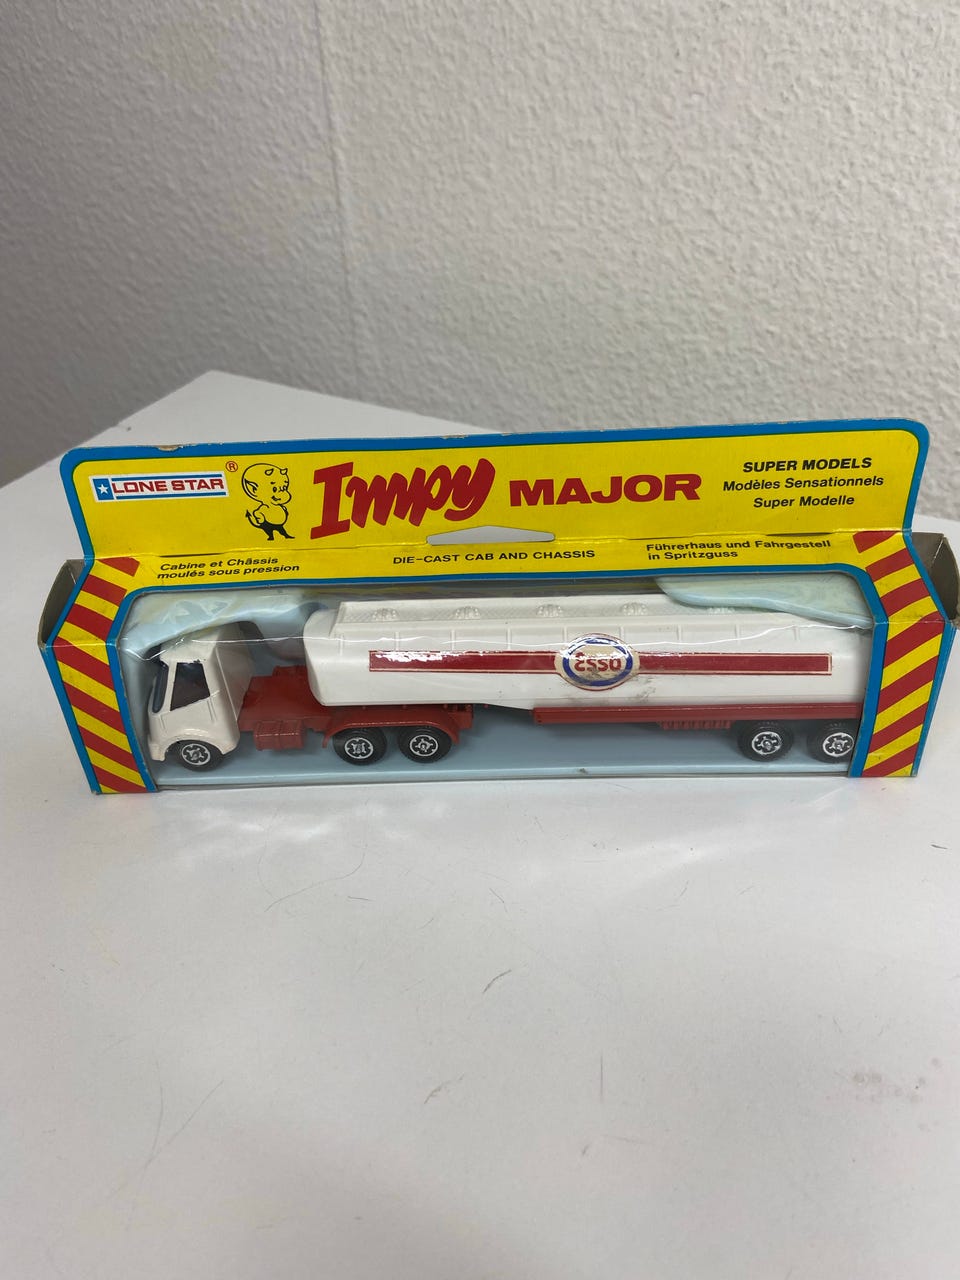 LONE STAR®
Impy MAJOR
SUPER MODELS
Modèles Sensationnels
Super Modelle
Cabine et Châssis
moulés sous pression
DIE-CAST CAB AND CHASSIS
Führerhaus und Fahrgestell
in Spritzguss
Esso